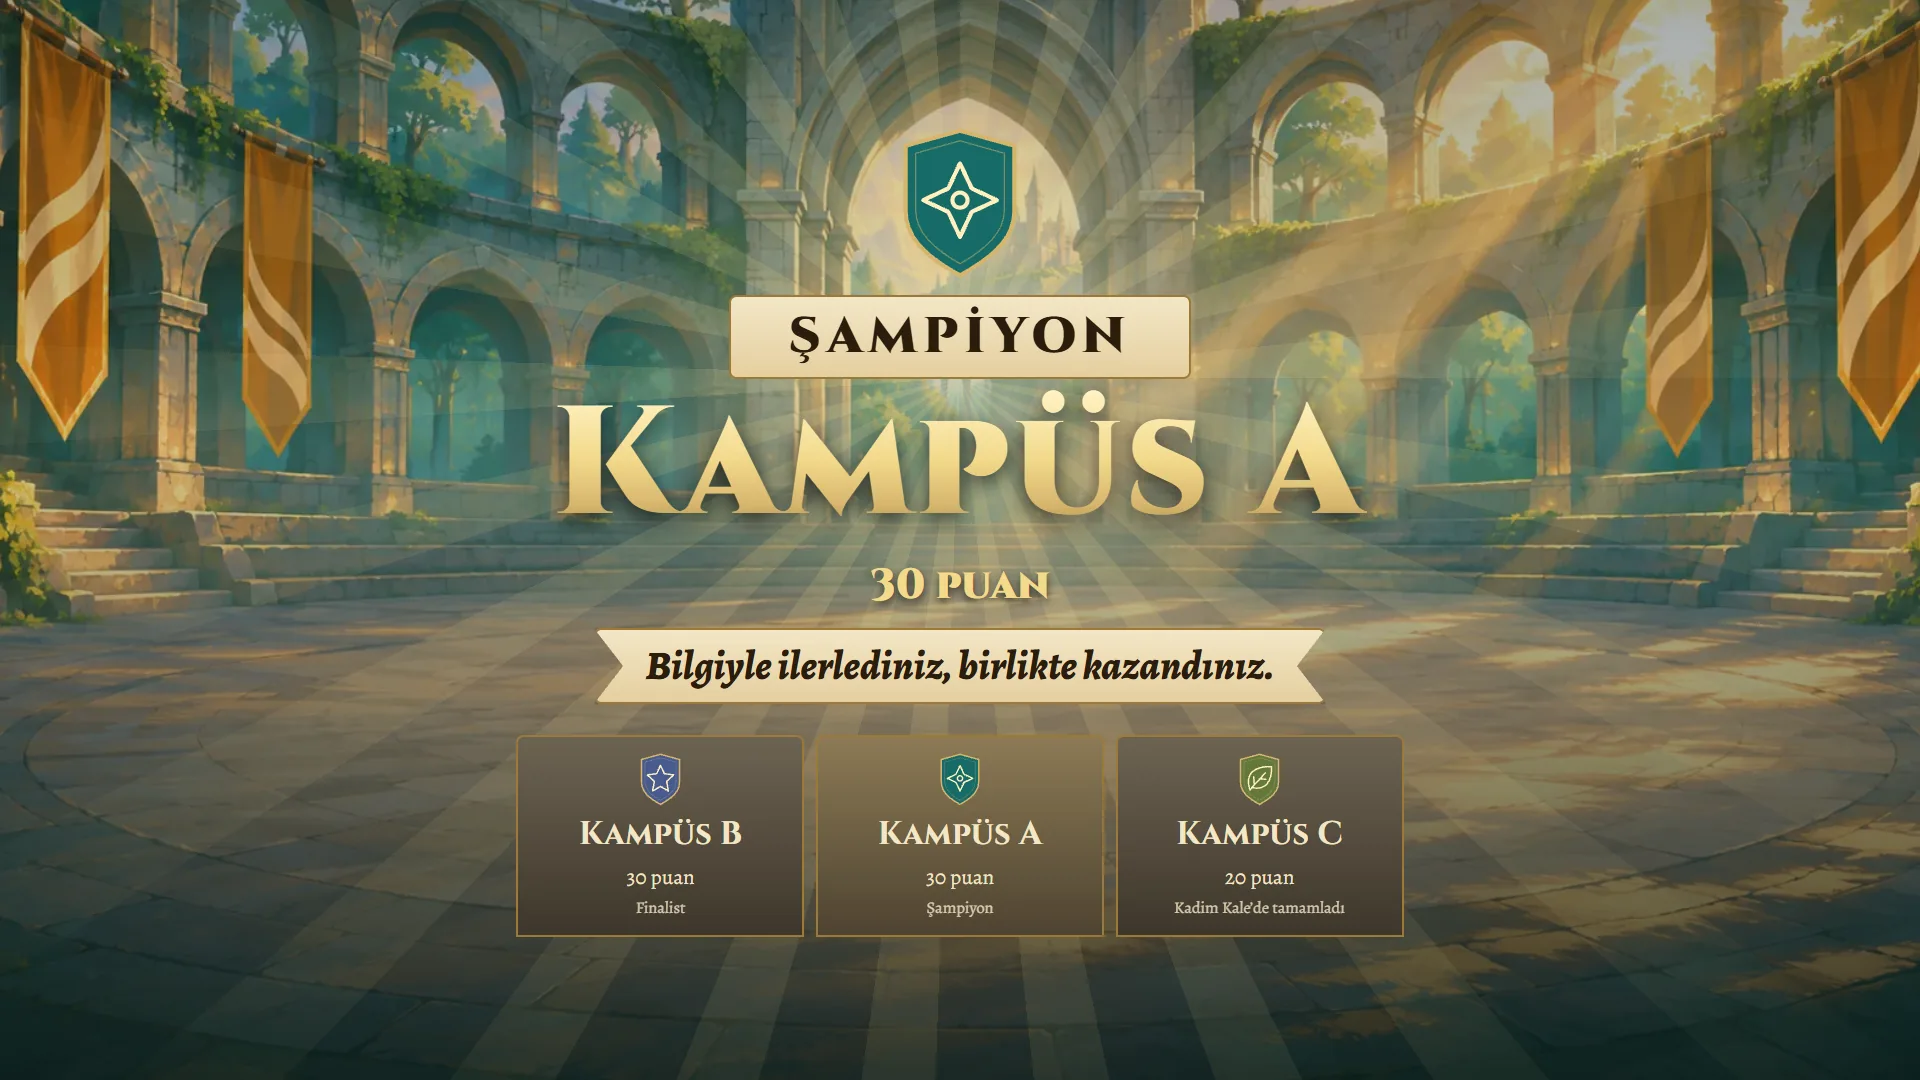 ŞAMPİYON
KAMPÜS A
30 PUAN
Bilgiyle ilerlediniz, birlikte kazandınız.
KAMPÜS B
30 puan
Finalist
KAMPÜS A
30 puan
Şampiyon
KAMPÜS C
20 puan
Kadim Kale'de tamamladı